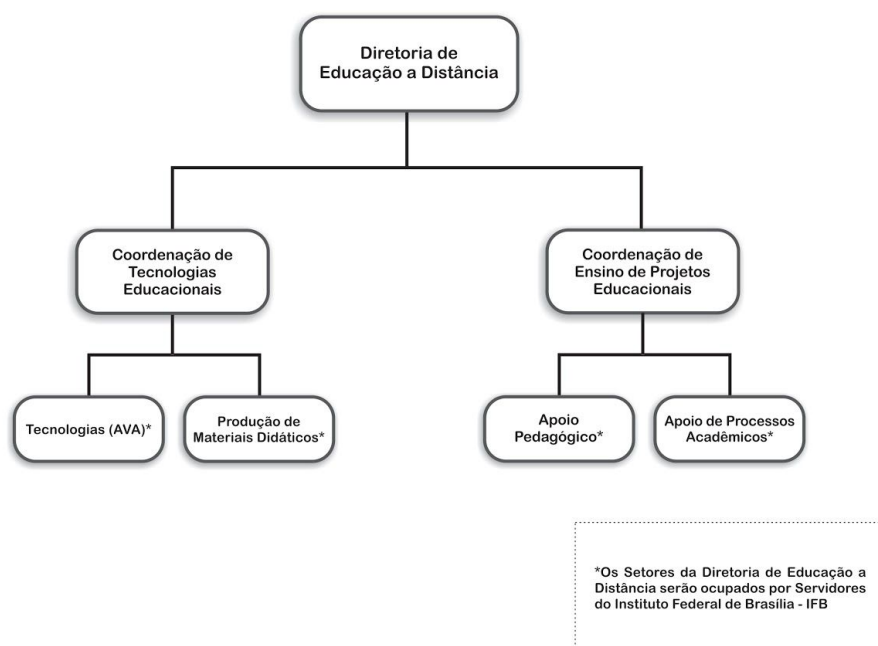 Diretoria de
Educação a Distância
Coordenação de
Tecnologias
Educacionais
Coordenação de
Ensino de Projetos
Educacionais
Tecnologias (AVA)*
Produção de
Materiais Didáticos*
Apoio
Pedagógico*
Apoio de Processos
Acadêmicos*
*Os Setores da Diretoria de Educação a
Distância serão ocupados por Servidores
do Instituto Federal de Brasília - IFB